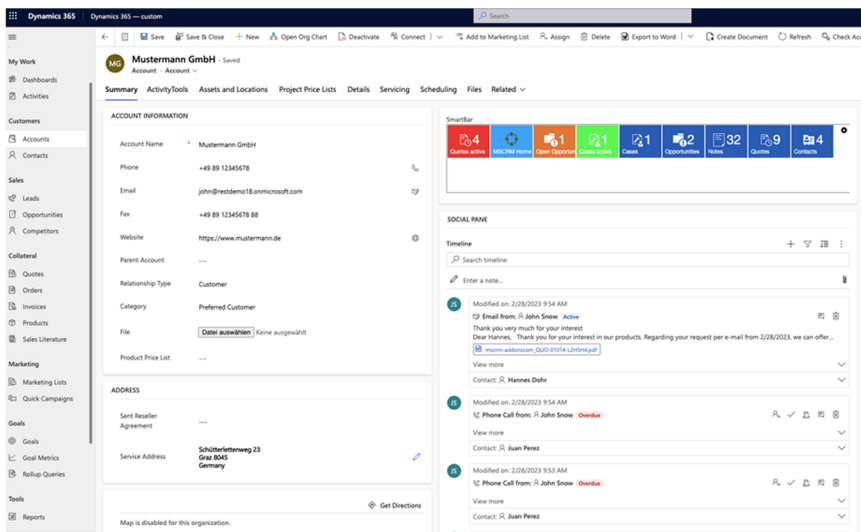 Dynamics 365 Dynamics 365 — custom Search
Save Save & Close New Open Org Chart Deactivate Connect Add to Marketing List Assign Delete Export to Word Create Document Refresh Check Acc
My Work
Dashboards
Activities
Customers
Accounts
Contacts
Sales
Leads
Opportunities
Competitors
Collateral
Quotes
Orders
Invoices
Products
Sales Literature
Marketing
Marketing Lists
Quick Campaigns
Goals
Goals
Goal Metrics
Rollup Queries
Tools
Reports
MG
Mustermann GmbH - Saved
Account · Account
Summary ActivityTools Assets and Locations Project Price Lists Details Servicing Scheduling Files Related
ACCOUNT INFORMATION
Account Name * Mustermann GmbH
Phone +49 89 12345678
Email john@restdemo18.onmicrosoft.com
Fax +49 89 12345678 88
Website https://www.mustermann.de
Parent Account ---
Relationship Type Customer
Category Preferred Customer
File Datei auswählen Keine ausgewählt
Product Price List ---
ADDRESS
Sent Reseller
Agreement ---
Service Address
Schütterlettenweg 23
Graz 8045
Germany
Get Directions
Map is disabled for this organization.
SmartBar
4 1 1 1 2 32 9 4
Quotes active MSCRM Home Open Opportun Cases active Cases Opportunities Notes Quotes Contacts
SOCIAL PANE
Timeline
Search timeline
Enter a note...
JS
Modified on: 2/28/2023 9:54 AM
Email from: John Snow Active
Thank you very much for your interest
Dear Hannes, Thank you for your interest in our products. Regarding your request per e-mail from 2/28/2023, we can offer...
mscrm-addonscom_QUO-01014-L2H5H4.pdf
View more
Contact: Hannes Dohr
JS
Modified on: 2/28/2023 9:54 AM
Phone Call from: John Snow Overdue
View more
Contact: Juan Perez
JS
Modified on: 2/28/2023 9:53 AM
Phone Call from: John Snow Overdue
View more
Contact: Juan Perez